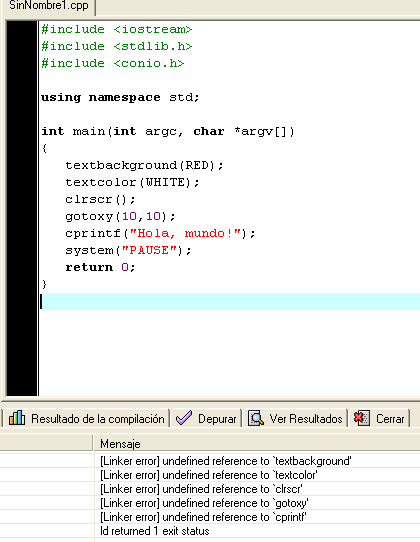 SinNombre1.cpp
#include <iostream>
#include <stdlib.h>
#include <conio.h>
using namespace std;
int main(int argc, char *argv[])
{
textbackground(RED);
textcolor(WHITE);
clrscr();
gotoxy(10,10);
cprintf("Hola, mundo!");
system("PAUSE");
return 0;
}
Resultado de la compilación Depurar Ver Resultados Cerrar
Mensaje
[Linker error] undefined reference to `textbackground'
[Linker error] undefined reference to `textcolor'
[Linker error] undefined reference to `clrscr'
[Linker error] undefined reference to `gotoxy'
[Linker error] undefined reference to `cprintf'
ld returned 1 exit status